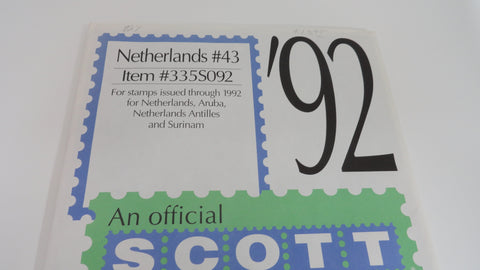 Netherlands #43
Item #335S092
For stamps issued through 1992
for Netherlands, Aruba,
Netherlands Antilles
and Surinam
'92
An official
SCOTT